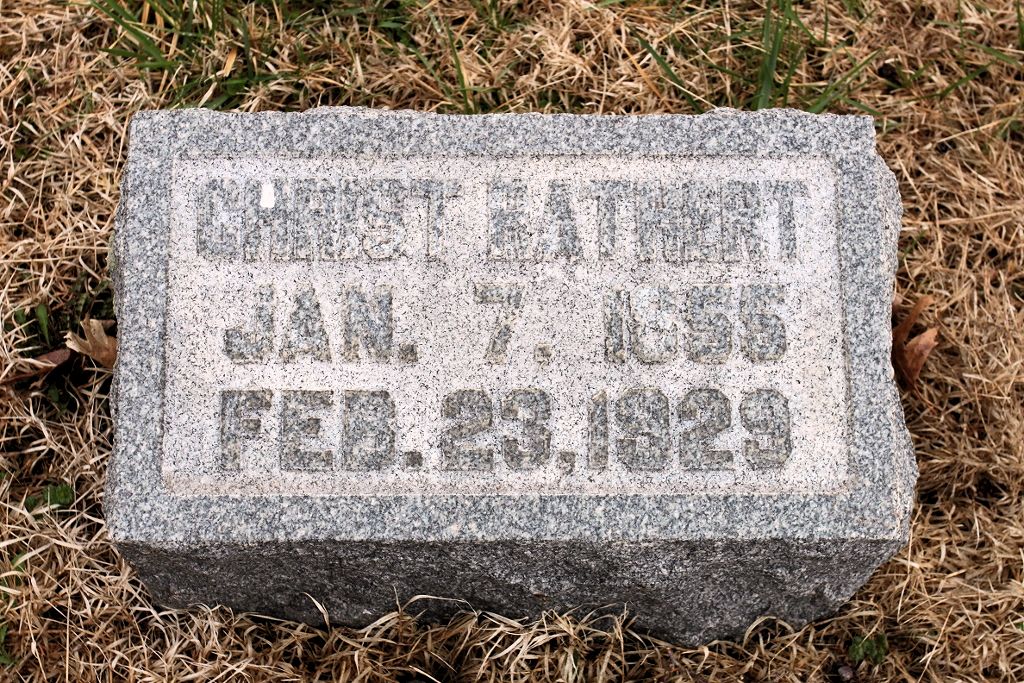 CHRIST RATHERT
JAN. 7. 1855
FEB. 23, 1929